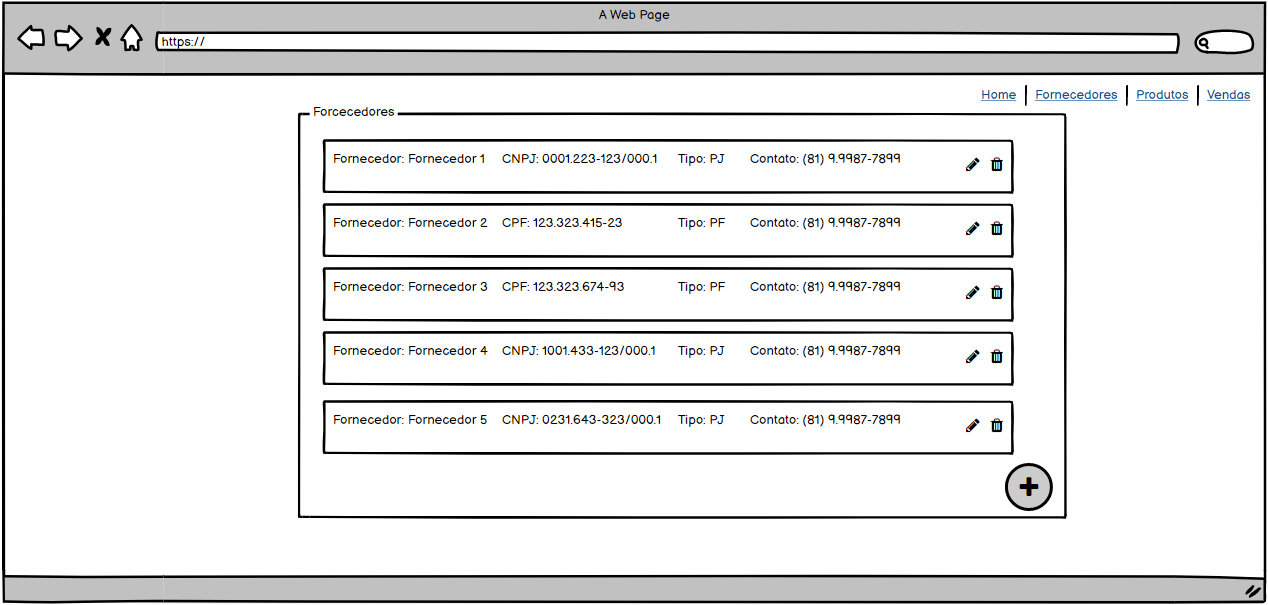 A Web Page
https://
Home Fornecedores Produtos Vendas
Forcecedores
Fornecedor: Fornecedor 1 CNPJ: 0001.223-123/000.1 Tipo: PJ Contato: (81) 9.9987-7899
Fornecedor: Fornecedor 2 CPF: 123.323.415-23 Tipo: PF Contato: (81) 9.9987-7899
Fornecedor: Fornecedor 3 CPF: 123.323.674-93 Tipo: PF Contato: (81) 9.9987-7899
Fornecedor: Fornecedor 4 CNPJ: 1001.433-123/000.1 Tipo: PJ Contato: (81) 9.9987-7899
Fornecedor: Fornecedor 5 CNPJ: 0231.643-323/000.1 Tipo: PJ Contato: (81) 9.9987-7899